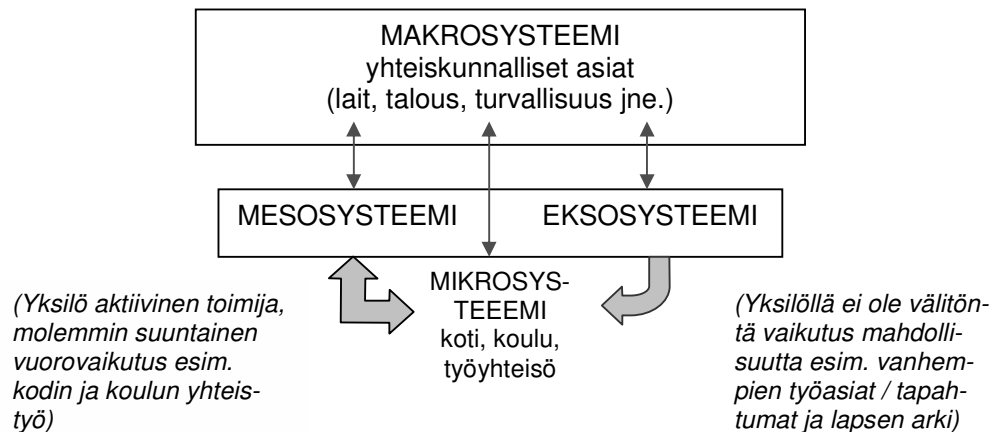 MAKROSYSTEEMI
yhteiskunnalliset asiat
(lait, talous, turvallisuus jne.)
MESOSYSTEEMI
EKSOSYSTEEMI
(Yksilö aktiivinen toimija,
molemmin suuntainen
vuorovaikutus esim.
kodin ja koulun yhteis-
työ)
MIKROSYS-
TEEEMI
koti, koulu,
työyhteisö
(Yksilöllä ei ole välitön-
tä vaikutus mahdolli-
suutta esim. vanhem-
pien työasiat / tapah-
tumat ja lapsen arki)